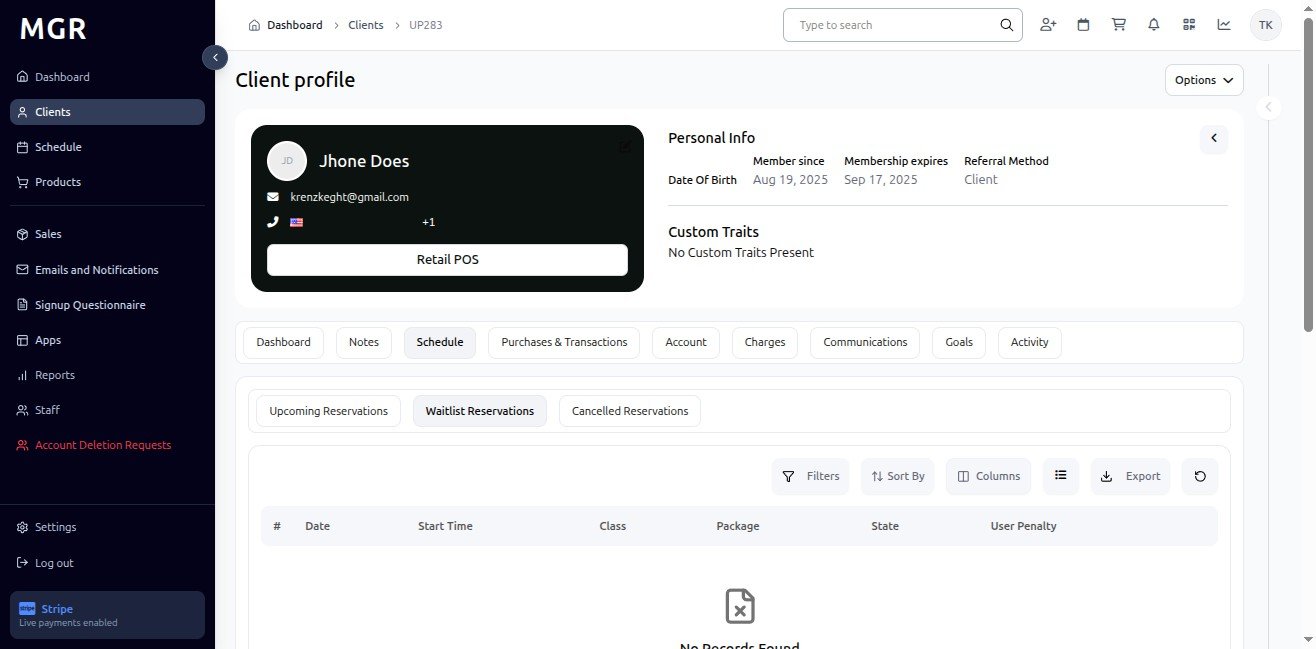 MGR
Dashboard
Clients
Schedule
Products
Sales
Emails and Notifications
Signup Questionnaire
Apps
Reports
Staff
Account Deletion Requests
Settings
Log out
stripe Stripe
Live payments enabled
Dashboard > Clients > UP283
Type to search
TK
Client profile
Options
JD Jhone Does
krenzkeght@gmail.com
+1
Retail POS
Personal Info
Date Of Birth
Member since
Aug 19, 2025
Membership expires
Sep 17, 2025
Referral Method
Client
Custom Traits
No Custom Traits Present
Dashboard Notes Schedule Purchases & Transactions Account Charges Communications Goals Activity
Upcoming Reservations Waitlist Reservations Cancelled Reservations
Filters Sort By Columns Export
# Date Start Time Class Package State User Penalty
No Records Found